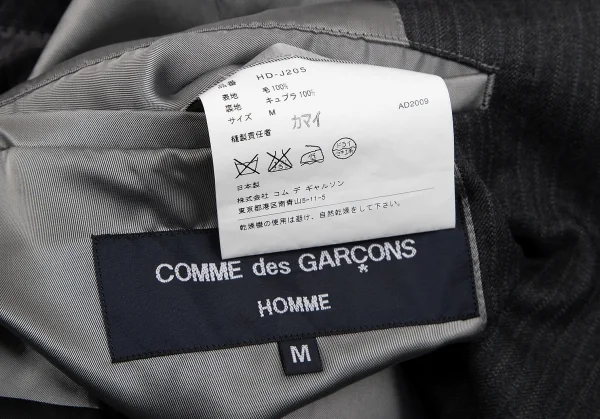 品番 HD-J205
表地 毛100%
裏地 キュプラ100%
サイズ M
AD2009
縫製責任者 カマイ
ドライ
日本製
株式会社 コム デ ギャルソン
東京都港区南青山5-11-5
乾燥機の使用は避け、自然乾燥をして下さい。
COMME des GARÇONS
*
HOMME
M